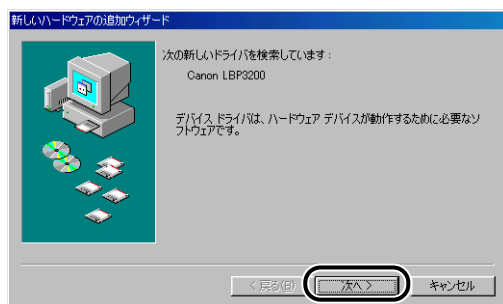 新しいハードウェアの追加ウィザード
次の新しいドライバを検索しています：
Canon LBP3200
デバイス ドライバは、ハードウェア デバイスが動作するために必要なソ
フトウェアです。
< 戻る(B)
次へ >
キャンセル